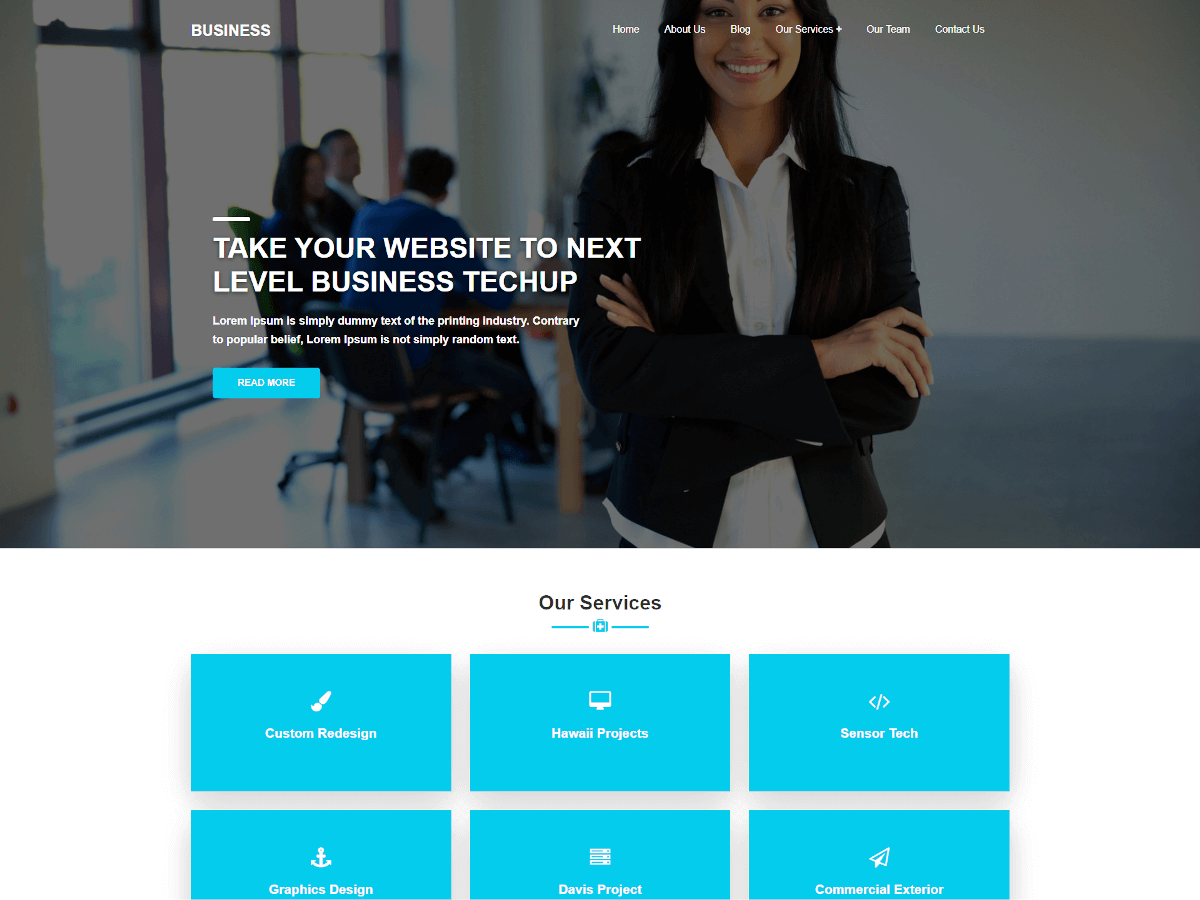 BUSINESS
Home About Us Blog Our Services + Our Team Contact Us
TAKE YOUR WEBSITE TO NEXT
LEVEL BUSINESS TECHUP
Lorem Ipsum is simply dummy text of the printing industry. Contrary
to popular belief, Lorem Ipsum is not simply random text.
READ MORE
Our Services
Custom Redesign
Hawaii Projects
Sensor Tech
Graphics Design
Davis Project
Commercial Exterior